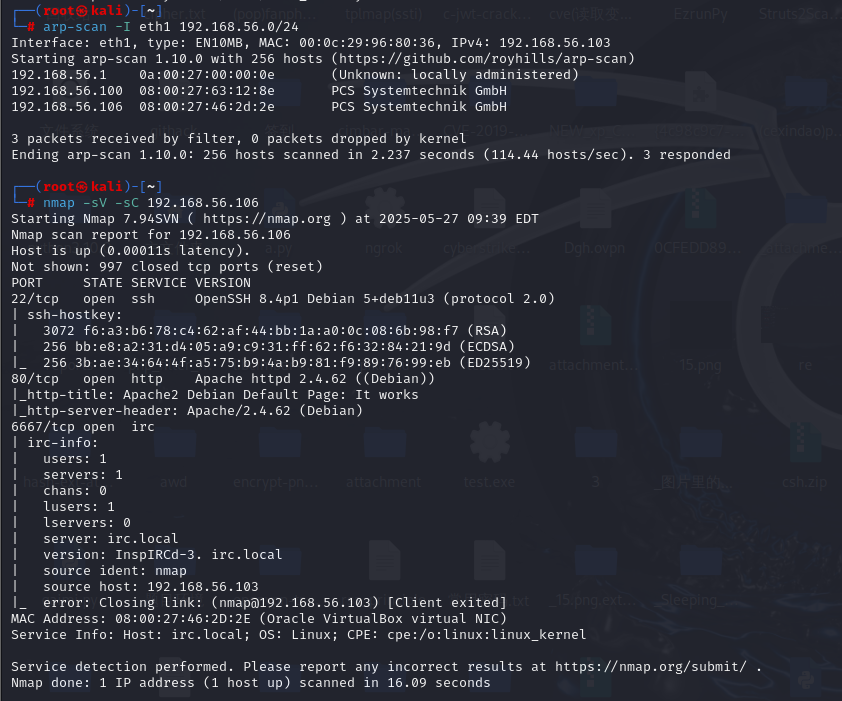 ┌──(root㉿kali)-[~]
└─# arp-scan -I eth1 192.168.56.0/24
Interface: eth1, type: EN10MB, MAC: 00:0c:29:96:80:36, IPv4: 192.168.56.103
Starting arp-scan 1.10.0 with 256 hosts (https://github.com/royhills/arp-scan)
192.168.56.1    0a:00:27:00:00:0e       (Unknown: locally administered)
192.168.56.100  08:00:27:63:12:8e       PCS Systemtechnik GmbH
192.168.56.106  08:00:27:46:2d:2e       PCS Systemtechnik GmbH

3 packets received by filter, 0 packets dropped by kernel
Ending arp-scan 1.10.0: 256 hosts scanned in 2.237 seconds (114.44 hosts/sec). 3 responded

┌──(root㉿kali)-[~]
└─# nmap -sV -sC 192.168.56.106
Starting Nmap 7.94SVN ( https://nmap.org ) at 2025-05-27 09:39 EDT
Nmap scan report for 192.168.56.106
Host is up (0.00011s latency).
Not shown: 997 closed tcp ports (reset)
PORT     STATE SERVICE VERSION
22/tcp   open  ssh     OpenSSH 8.4p1 Debian 5+deb11u3 (protocol 2.0)
| ssh-hostkey:
|   3072 f6:a3:b6:78:c4:62:af:44:bb:1a:a0:0c:08:6b:98:f7 (RSA)
|   256 bb:e8:a2:31:d4:05:a9:c9:31:ff:62:f6:32:84:21:9d (ECDSA)
|_  256 3b:ae:34:64:4f:a5:75:b9:4a:b9:81:f9:89:76:99:eb (ED25519)
80/tcp   open  http    Apache httpd 2.4.62 ((Debian))
|_http-title: Apache2 Debian Default Page: It works
|_http-server-header: Apache/2.4.62 (Debian)
6667/tcp open  irc
| irc-info:
|   users: 1
|   servers: 1
|   chans: 0
|   lusers: 1
|   lservers: 0
|   server: irc.local
|   version: InspIRCd-3. irc.local
|   source ident: nmap
|   source host: 192.168.56.103
|_  error: Closing link: (nmap@192.168.56.103) [Client exited]
MAC Address: 08:00:27:46:2D:2E (Oracle VirtualBox virtual NIC)
Service Info: Host: irc.local; OS: Linux; CPE: cpe:/o:linux:linux_kernel

Service detection performed. Please report any incorrect results at https://nmap.org/submit/ .
Nmap done: 1 IP address (1 host up) scanned in 16.09 seconds